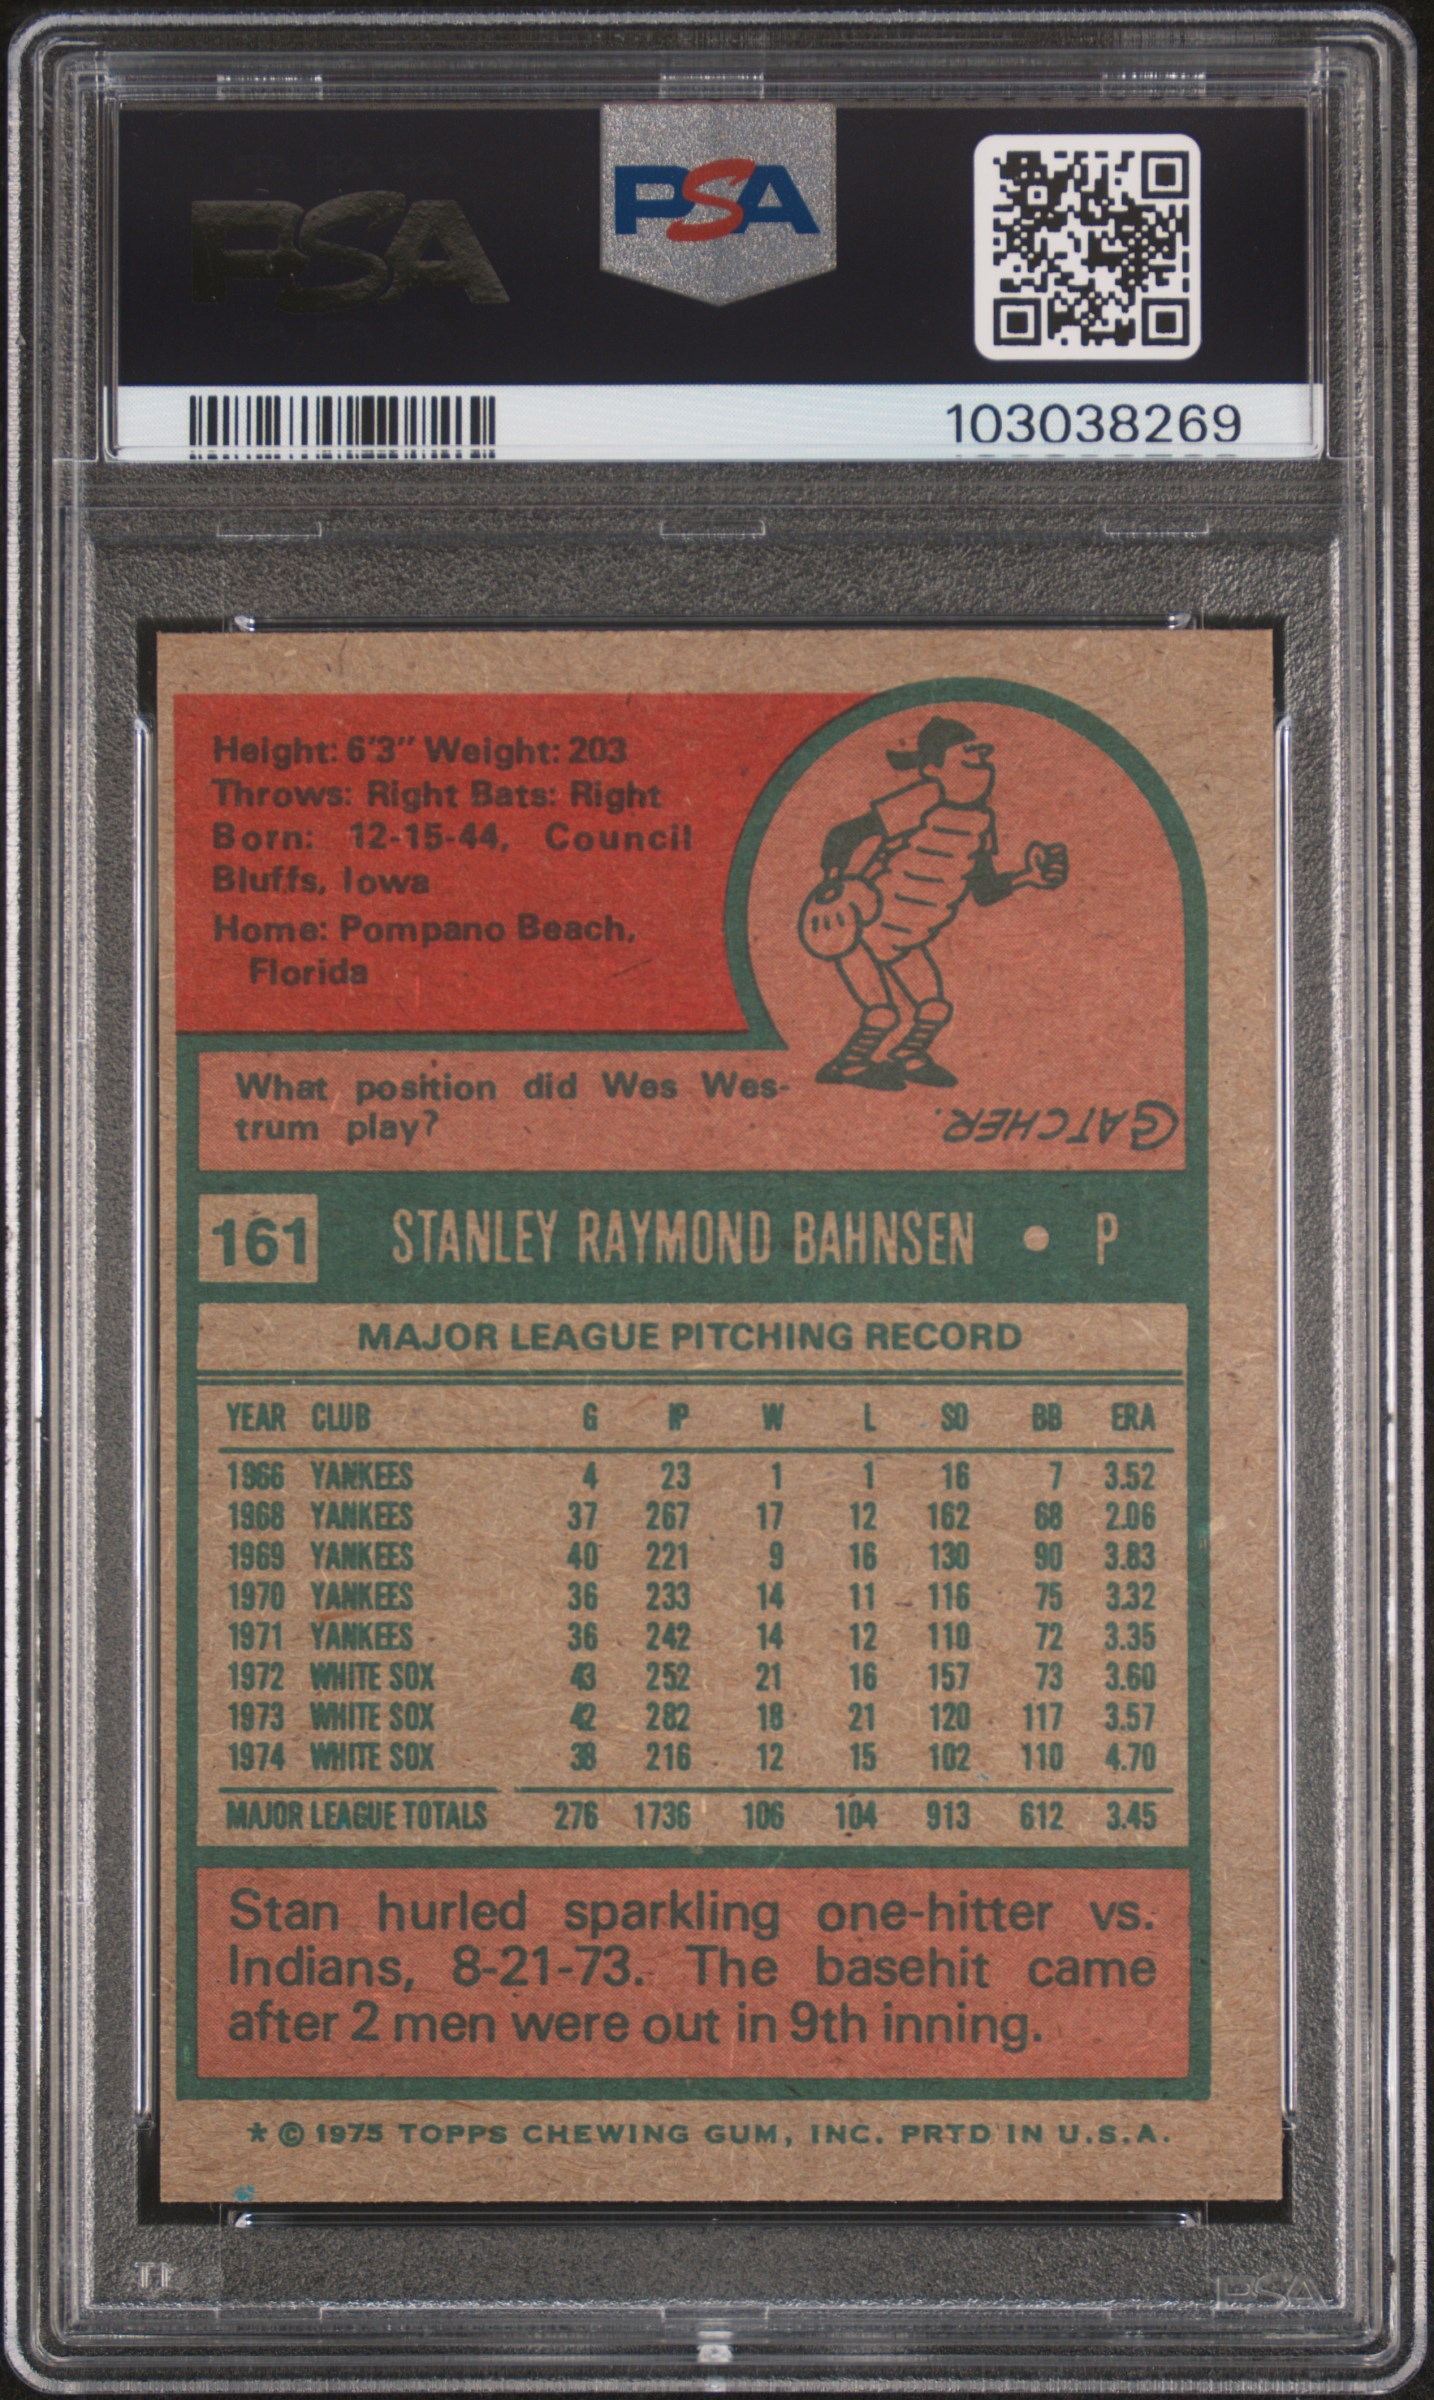 PSA
PSA
103038269
Height: 6'3" Weight: 203
Throws: Right Bats: Right
Born: 12-15-44, Council
Bluffs, Iowa
Home: Pompano Beach,
Florida
What position did Wes Wes-
trum play?
CATCHER.
161 STANLEY RAYMOND BAHNSEN • P
MAJOR LEAGUE PITCHING RECORD
YEAR CLUB G IP W L SO BB ERA
1966 YANKEES 4 23 1 1 16 7 3.52
1968 YANKEES 37 267 17 12 162 68 2.06
1969 YANKEES 40 221 9 16 130 90 3.83
1970 YANKEES 36 233 14 11 116 75 3.32
1971 YANKEES 36 242 14 12 110 72 3.35
1972 WHITE SOX 43 252 21 16 157 73 3.60
1973 WHITE SOX 42 282 18 21 120 117 3.57
1974 WHITE SOX 38 216 12 15 102 110 4.70
MAJOR LEAGUE TOTALS 276 1736 106 104 913 612 3.45
Stan hurled sparkling one-hitter vs.
Indians, 8-21-73. The basehit came
after 2 men were out in 9th inning.
* © 1975 TOPPS CHEWING GUM, INC. PRTD IN U.S.A.
T1
PSA